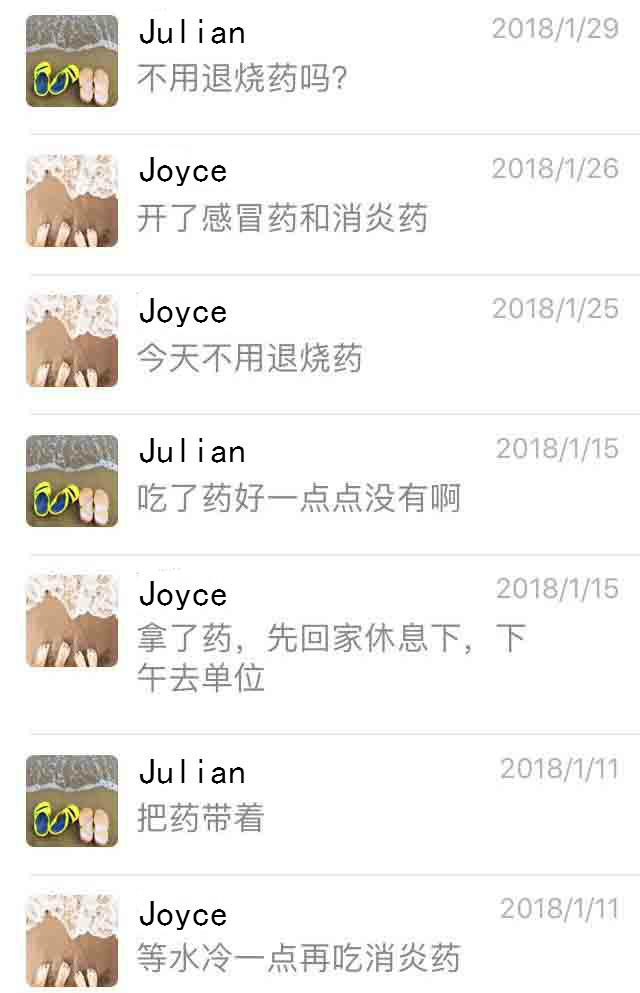 Julian 2018/1/29
不用退烧药吗？
Joyce 2018/1/26
开了感冒药和消炎药
Joyce 2018/1/25
今天不用退烧药
Julian 2018/1/15
吃了药好一点点没有啊
Joyce 2018/1/15
拿了药，先回家休息下，下
午去单位
Julian 2018/1/11
把药带着
Joyce 2018/1/11
等水冷一点再吃消炎药